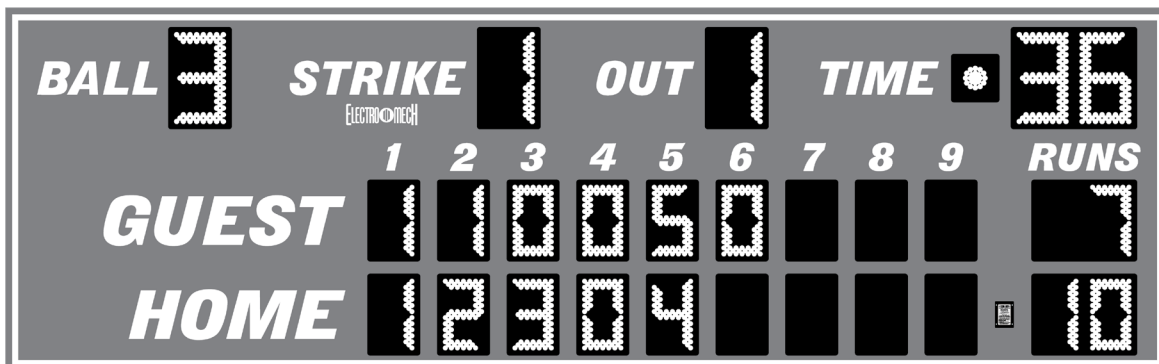 BALL 3 STRIKE 1 OUT 1 TIME 36
ELECTRO MECH
1 2 3 4 5 6 7 8 9 RUNS
GUEST 1 1 0 0 5 0 7
HOME 1 2 3 0 4 10